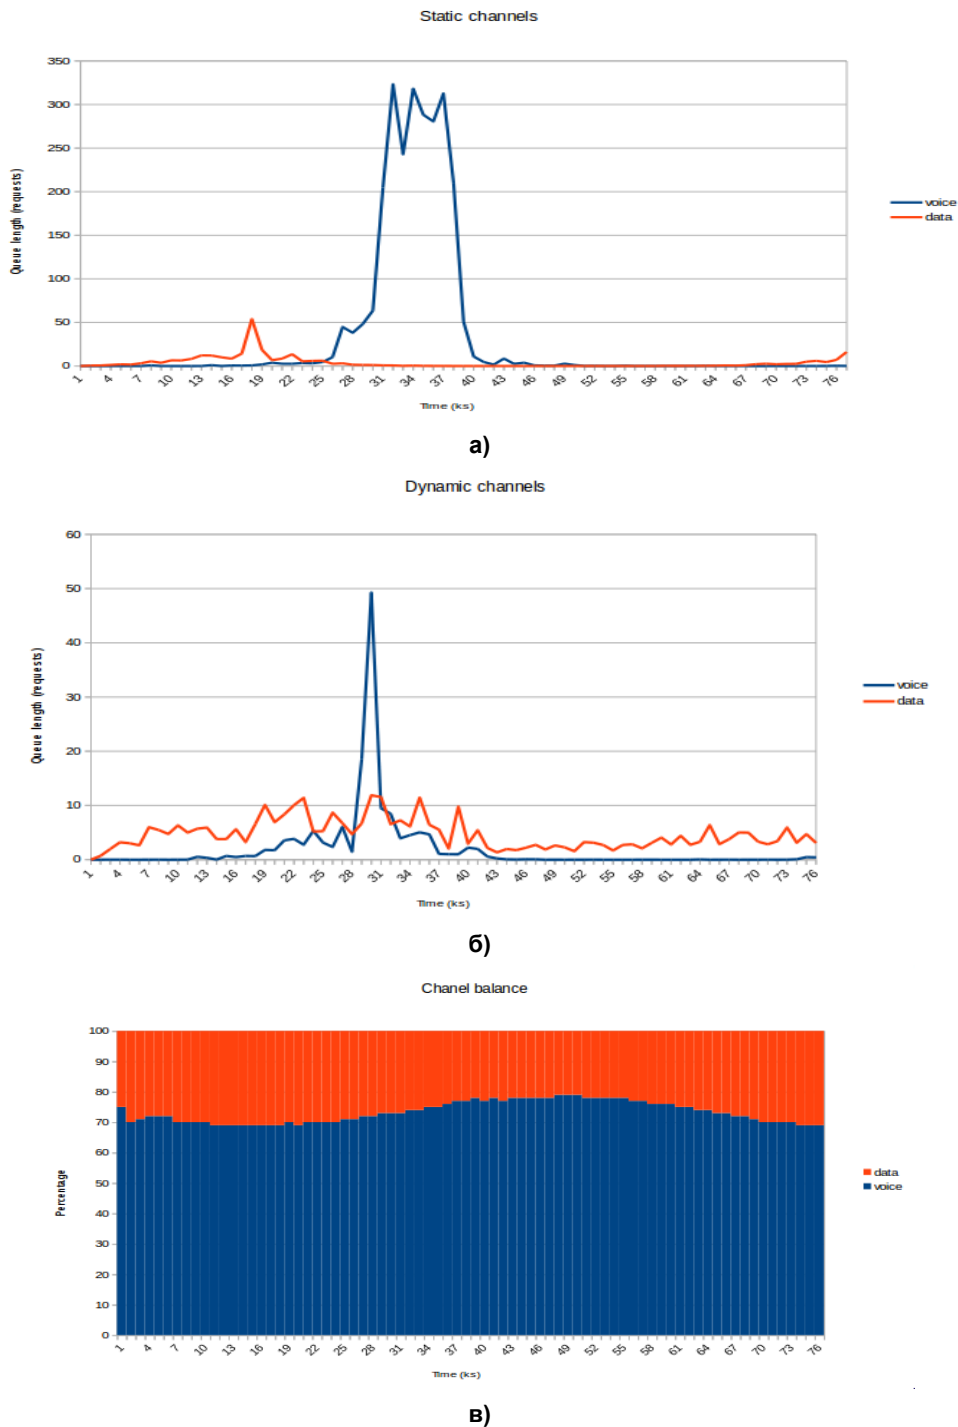 Static channels
350
300
250
200
150
100
50
0
Queue length (requests)
1 4 7 10 13 16 19 22 25 28 31 34 37 40 43 46 49 52 55 58 61 64 67 70 73 76
Time (ks)
voice
data
а)
Dynamic channels
60
50
40
30
20
10
0
Queue length (requests)
1 4 7 10 13 16 19 22 25 28 31 34 37 40 43 46 49 52 55 58 61 64 67 70 73 76
Time (ks)
voice
data
б)
Chanel balance
100
90
80
70
60
50
40
30
20
10
0
Percentage
1 4 7 10 13 16 19 22 25 28 31 34 37 40 43 46 49 52 55 58 61 64 67 70 73 76
Time (ks)
data
voice
в)